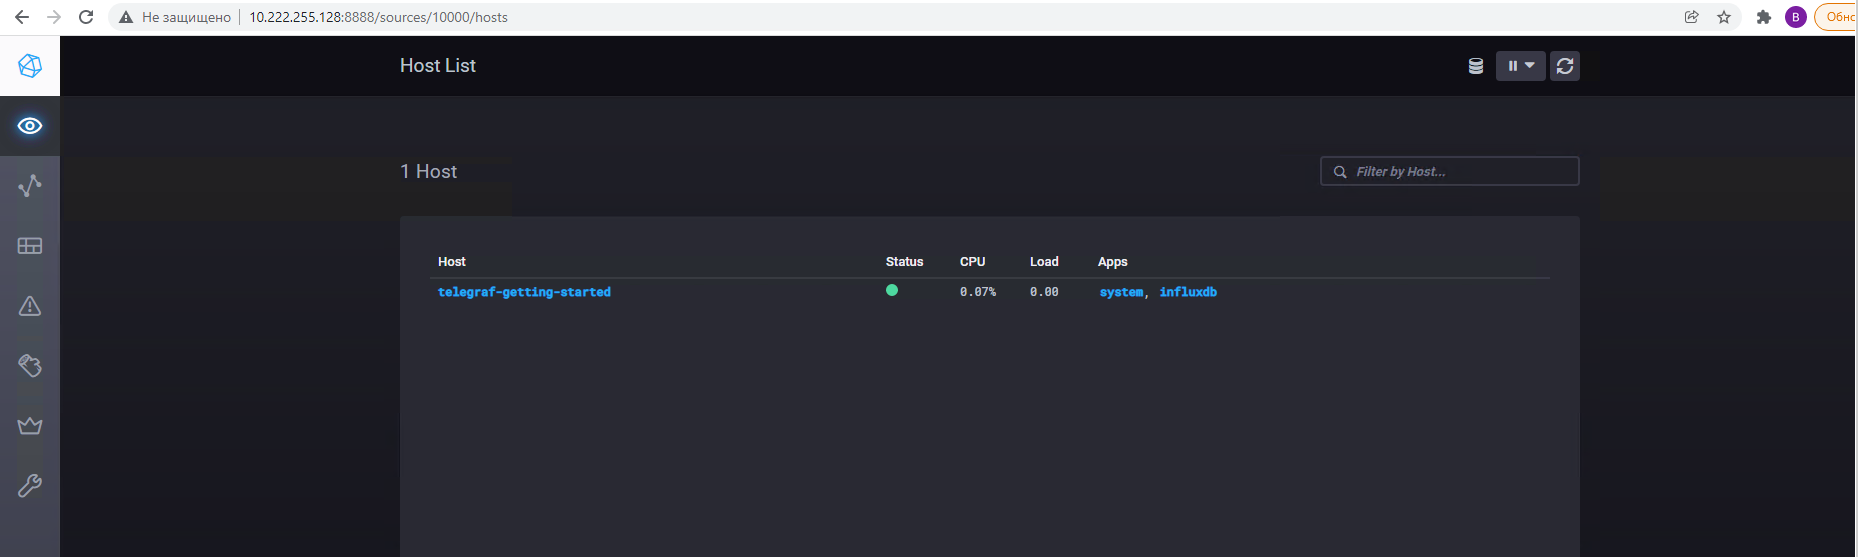 Не защищено 10.222.255.128:8888/sources/10000/hosts B Обнс
Host List
1 Host Filter by Host...
Host Status CPU Load Apps
telegraf-getting-started 0.07% 0.00 system, influxdb